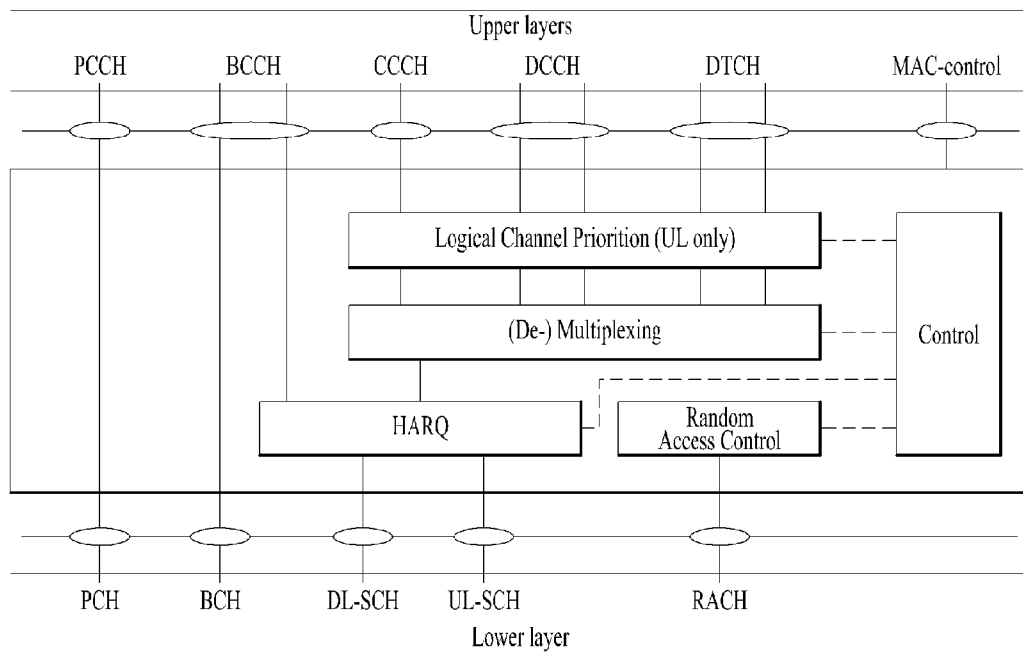 Upper layers
PCCH BCCH CCCH DCCH DTCH MAC-control
Logical Channel Priorition (UL only)
(De-) Multiplexing
Control
HARQ
Random
Access Control
PCH BCH DL-SCH UL-SCH RACH
Lower layer